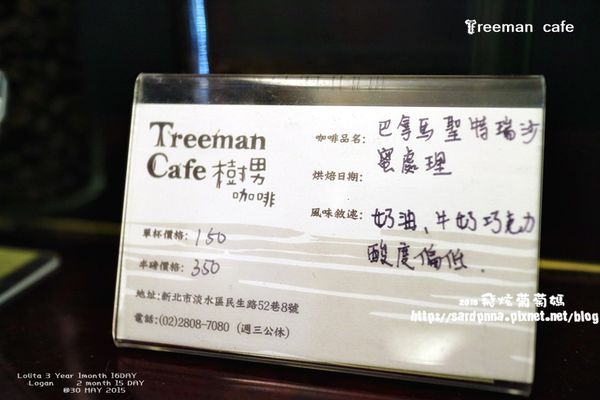 Treeman cafe
Treeman
Cafe 樹男
咖啡
單杯價格: 150
半磅價格: 350
地址:新北市淡水區民生路52巷8號
電話:(02)2808-7080 (週三公休)
咖啡品名: 巴拿馬聖特瑞沙
蜜處理
烘焙日期:
風味敘述: 奶油、牛奶巧克力
酸度偏低.
2015 飛炫葡萄媽
https://sardonna.pixnet.net/blog
Lolita 3 Year 1month 16DAY
Logan 2 month 15 DAY
@30 MAY 2015